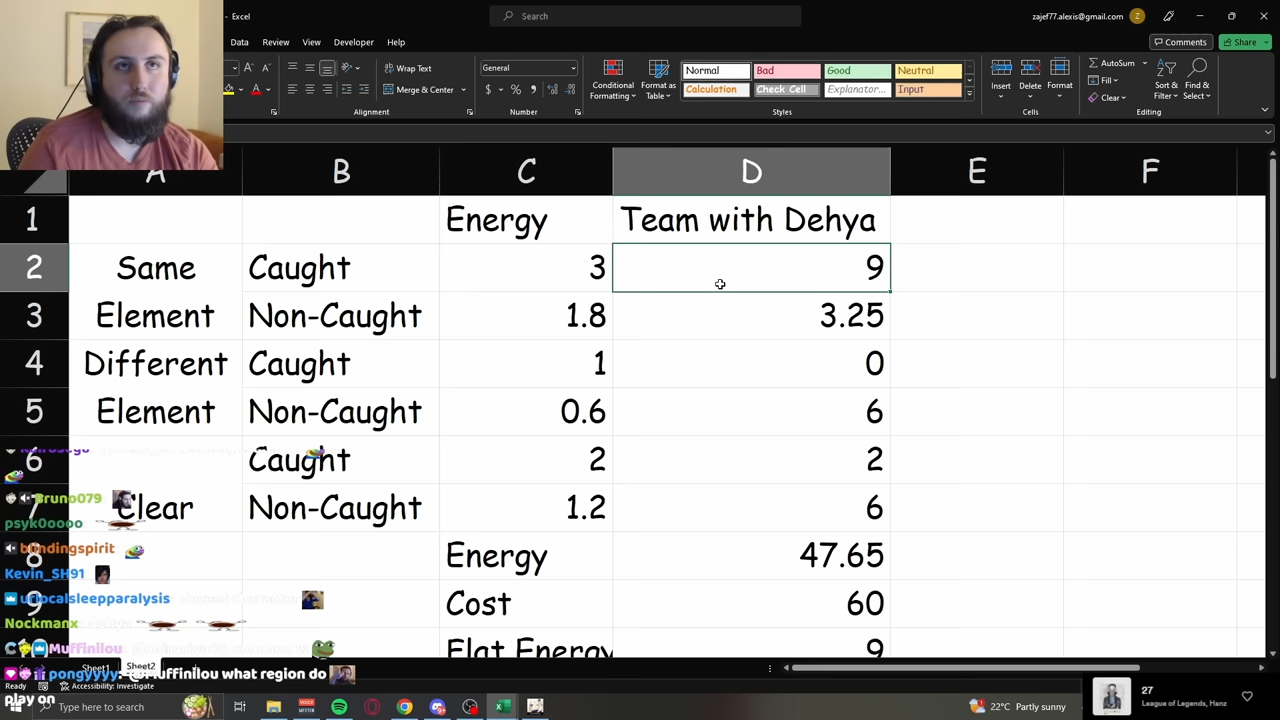 - Excel
Search
zajef77.alexis@gmail.com
Z
Data Review View Developer Help
Comments
Share
Wrap Text
Merge & Center
General
Conditional Formatting
Format as Table
Normal Bad Good Neutral
Calculation Check Cell Explanator... Input
Insert Delete Format
AutoSum
Fill
Clear
Sort & Filter
Find & Select
Alignment Number Styles Cells Editing
A B C D E F
1 Energy Team with Dehya
2 Same Caught 3 9
3 Element Non-Caught 1.8 3.25
4 Different Caught 1 0
5 Element Non-Caught 0.6 6
6 Caught 2 2
7 Clear Non-Caught 1.2 6
8 Energy 47.65
9 Cost 60
10 Flat Energy 9
Bruno079
psyk0oooo
blindingspirit
Kevin_SH91
urlocalsleepparalysis
Nockmanx
Muffinilou
pongyyyy: @Muffinilou what region do
play on
Sheet1 Sheet2
Ready Accessibility: Investigate
Type here to search
22°C Partly sunny
27
League of Legends, Hanz